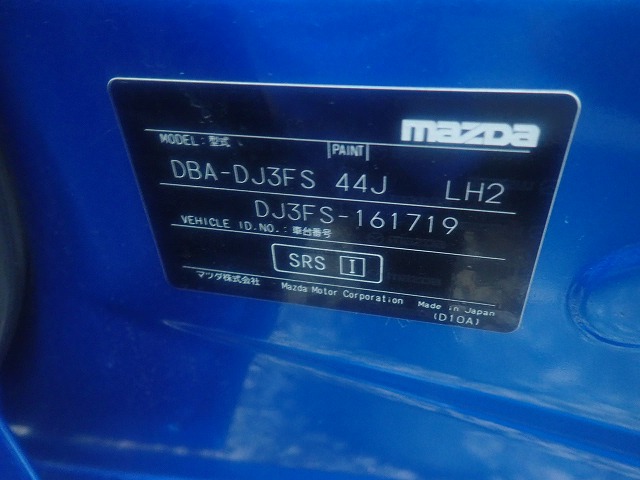 mazda
MODEL: 型式 PAINT
DBA-DJ3FS 44J LH2
DJ3FS-161719
VEHICLE ID.NO.: 車台番号
SRS I
マツダ株式会社 Mazda Motor Corporation Made in Japan
(D10A)